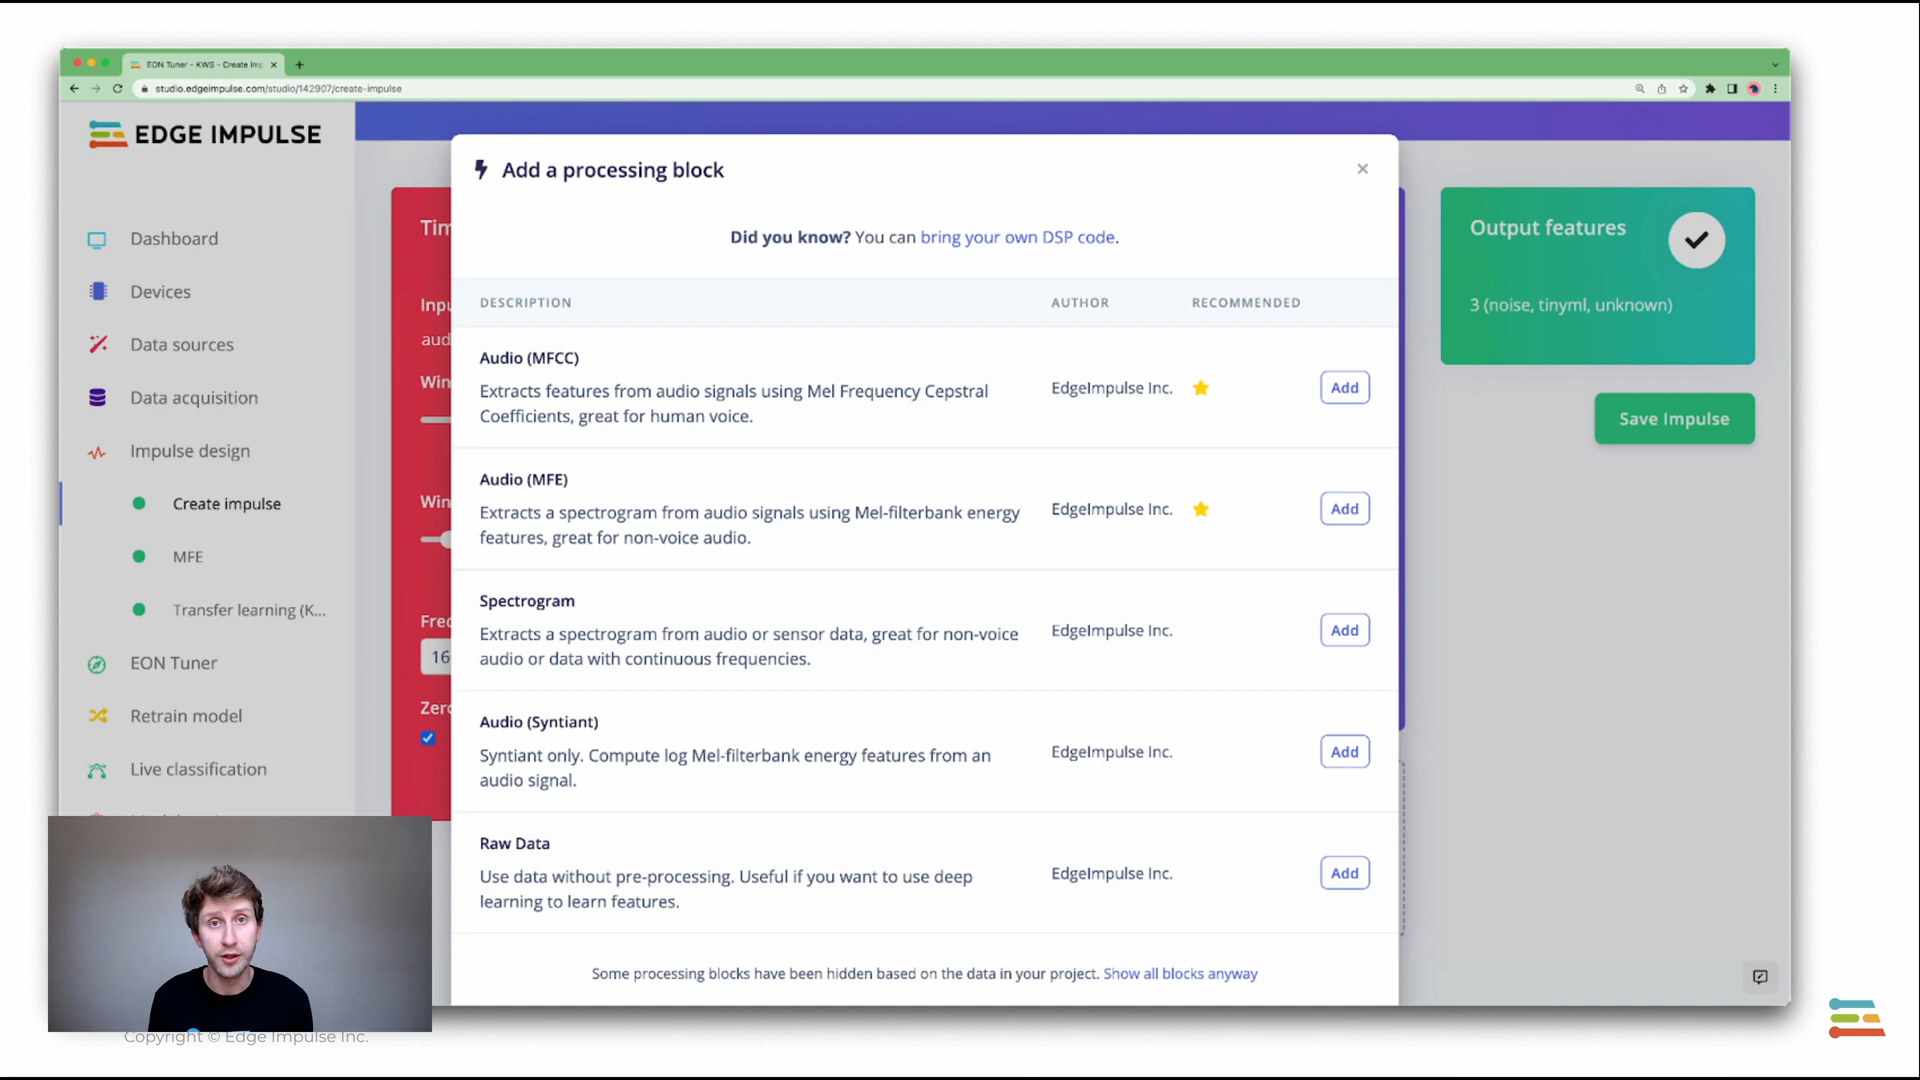 EON Tuner - KWS - Create Imp
studio.edgeimpulse.com/studio/142907/create-impulse
EDGE IMPULSE
Dashboard
Devices
Data sources
Data acquisition
Impulse design
Create impulse
MFE
Transfer learning (K...
EON Tuner
Retrain model
Live classification
Tim
Inpu
aud
Win
Win
Freq
16
Zero
Add a processing block
Did you know? You can bring your own DSP code.
DESCRIPTION AUTHOR RECOMMENDED
Audio (MFCC)
Extracts features from audio signals using Mel Frequency Cepstral
Coefficients, great for human voice.
EdgeImpulse Inc.
Add
Audio (MFE)
Extracts a spectrogram from audio signals using Mel-filterbank energy
features, great for non-voice audio.
EdgeImpulse Inc.
Add
Spectrogram
Extracts a spectrogram from audio or sensor data, great for non-voice
audio or data with continuous frequencies.
EdgeImpulse Inc.
Add
Audio (Syntiant)
Syntiant only. Compute log Mel-filterbank energy features from an
audio signal.
EdgeImpulse Inc.
Add
Raw Data
Use data without pre-processing. Useful if you want to use deep
learning to learn features.
EdgeImpulse Inc.
Add
Some processing blocks have been hidden based on the data in your project. Show all blocks anyway
Output features
3 (noise, tinyml, unknown)
Save Impulse
Copyright © Edge Impulse Inc.